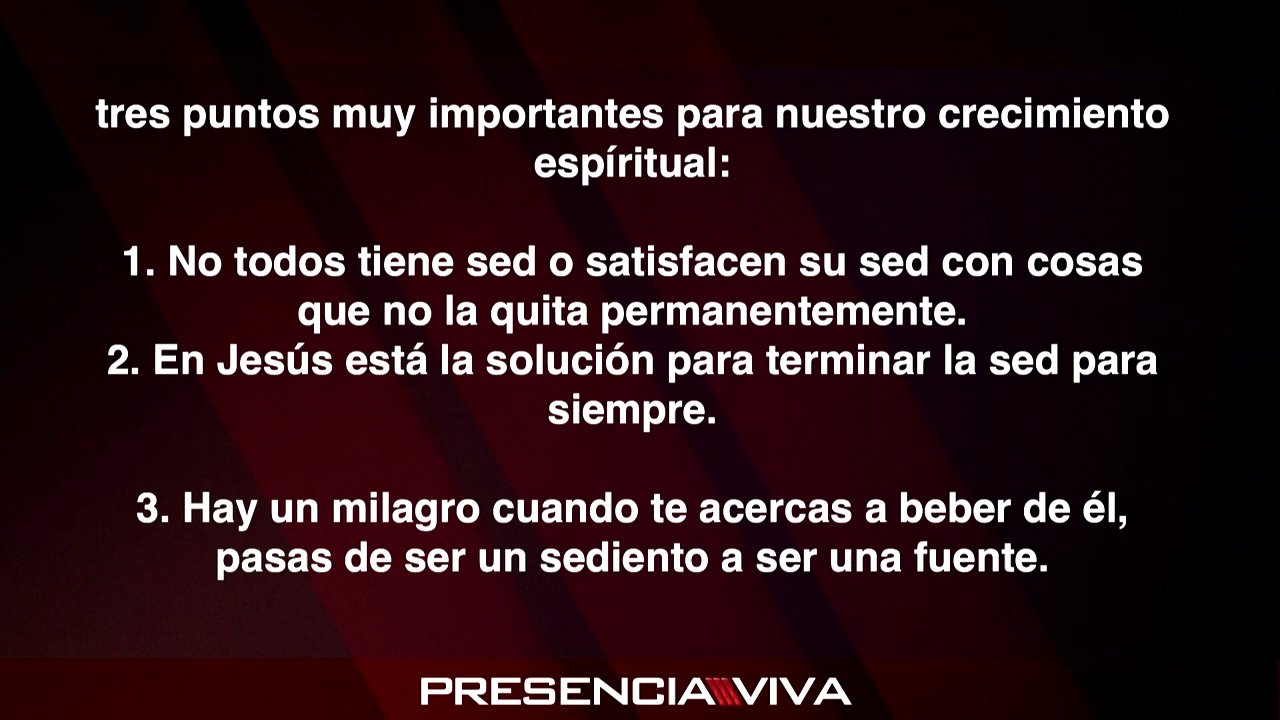 tres puntos muy importantes para nuestro crecimiento
espíritual:
1. No todos tiene sed o satisfacen su sed con cosas
que no la quita permanentemente.
2. En Jesús está la solución para terminar la sed para
siempre.
3. Hay un milagro cuando te acercas a beber de él,
pasas de ser un sediento a ser una fuente.
PRESENCIA VIVA